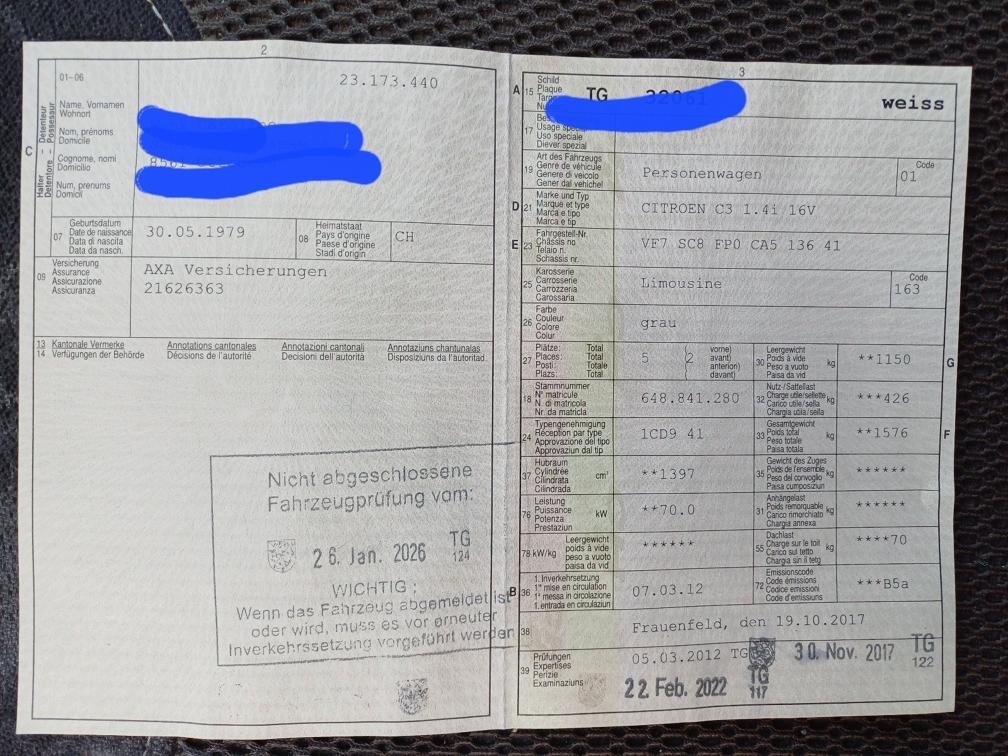 2
01-06
23.173.440
C
Halter - Detenteur
Detentore - Possessur
Name, Vornamen
Wohnort
Nom, prénoms
Domicile
Cognome, nomi
Domicilio
Num, prenums
Domicil
07
Geburtsdatum
Date de naissance
Data di nascita
Data da nasch.
30.05.1979
08
Heimatstaat
Pays d'origine
Paese d'origine
Stadi d'origin
CH
09
Versicherung
Assurance
Assicurazione
Assicuranza
AXA Versicherungen
21626363
13 Kantonale Vermerke
14 Verfügungen der Behörde
Annotations cantonales
Décisions de l'autorité
Annotazioni cantonali
Decisioni dell'autorità
Annotaziuns chantunalas
Disposiziuns da l'autoritad
Nicht abgeschlossene
Fahrzeugprüfung vom:
26. Jan. 2026
TG
124
WICHTIG:
Wenn das Fahrzeug abgemeldet ist
oder wird, muss es vor erneuter
Inverkehrssetzung vorgeführt werden
3
A 15
Schild
Plaque
TG
weiss
17
Uso speciale
Diever spezial
19
Art des Fahrzeugs
Genre de véhicule
Genere di veicolo
Gener dal vehichel
Personenwagen
Code
01
D 21
Marke und Typ
Marque et type
Marca e tipo
Marca e tip
CITROEN C3 1.4i 16V
E 23
Fahrgestell-Nr.
Châssis no
Telaio n.
Schassis nr.
VF7 SC8 FP0 CA5 136 41
25
Karosserie
Carrosserie
Carrozzeria
Carossaria
Limousine
Code
163
26
Farbe
Couleur
Colore
Colur
grau
27
Plätze: Total
Places: Total
Posti: Totale
Plazs: Total
5 (2
vorne)
avant)
anteriori)
davant)
30
Leergewicht
Poids à vide
Peso a vuoto
Paisa da vid
kg
**1150
G
18
Stammnummer
N° matricule
N. di matricola
Nr. da matricla
648.841.280
32
Nutz-/Sattellast
Charge utile/sellette
Carico utile/sella
Chargia utila/sella
kg
***426
24
Typengenehmigung
Réception par type
Approvazione del tipo
Approvaziun dal tip
1CD9 41
33
Gesamtgewicht
Poids total
Peso totale
Paisa totala
kg
**1576
F
37
Hubraum
Cylindrée
Cilindrata
Cilindrada
cm³
**1397
35
Gewicht des Zuges
Poids de l'ensemble
Peso del convoglio
Paisa cumposiziun
kg
******
76
Leistung
Puissance
Potenza
Prestaziun
kW
**70.0
31
Anhängelast
Poids remorquable
Carico rimorchiato
Chargia annexa
kg
******
78 kW/kg
Leergewicht
poids à vide
peso a vuoto
paisa da vid
******
55
Dachlast
Charge sur le toit
Carico sul tetto
Chargia sin il tetg
kg
****70
B 36
1. Inverkehrsetzung
1re mise en circulation
1a messa in circolazione
1. entrada en circulaziun
07.03.12
72
Emissionscode
Code émissions
Codice emissioni
Code d'emissiuns
***B5a
38
Frauenfeld, den 19.10.2017
39
Prüfungen
Expertises
Perizie
Examinaziuns
05.03.2012 TG
30. Nov. 2017
TG
122
22 Feb. 2022
TG
117